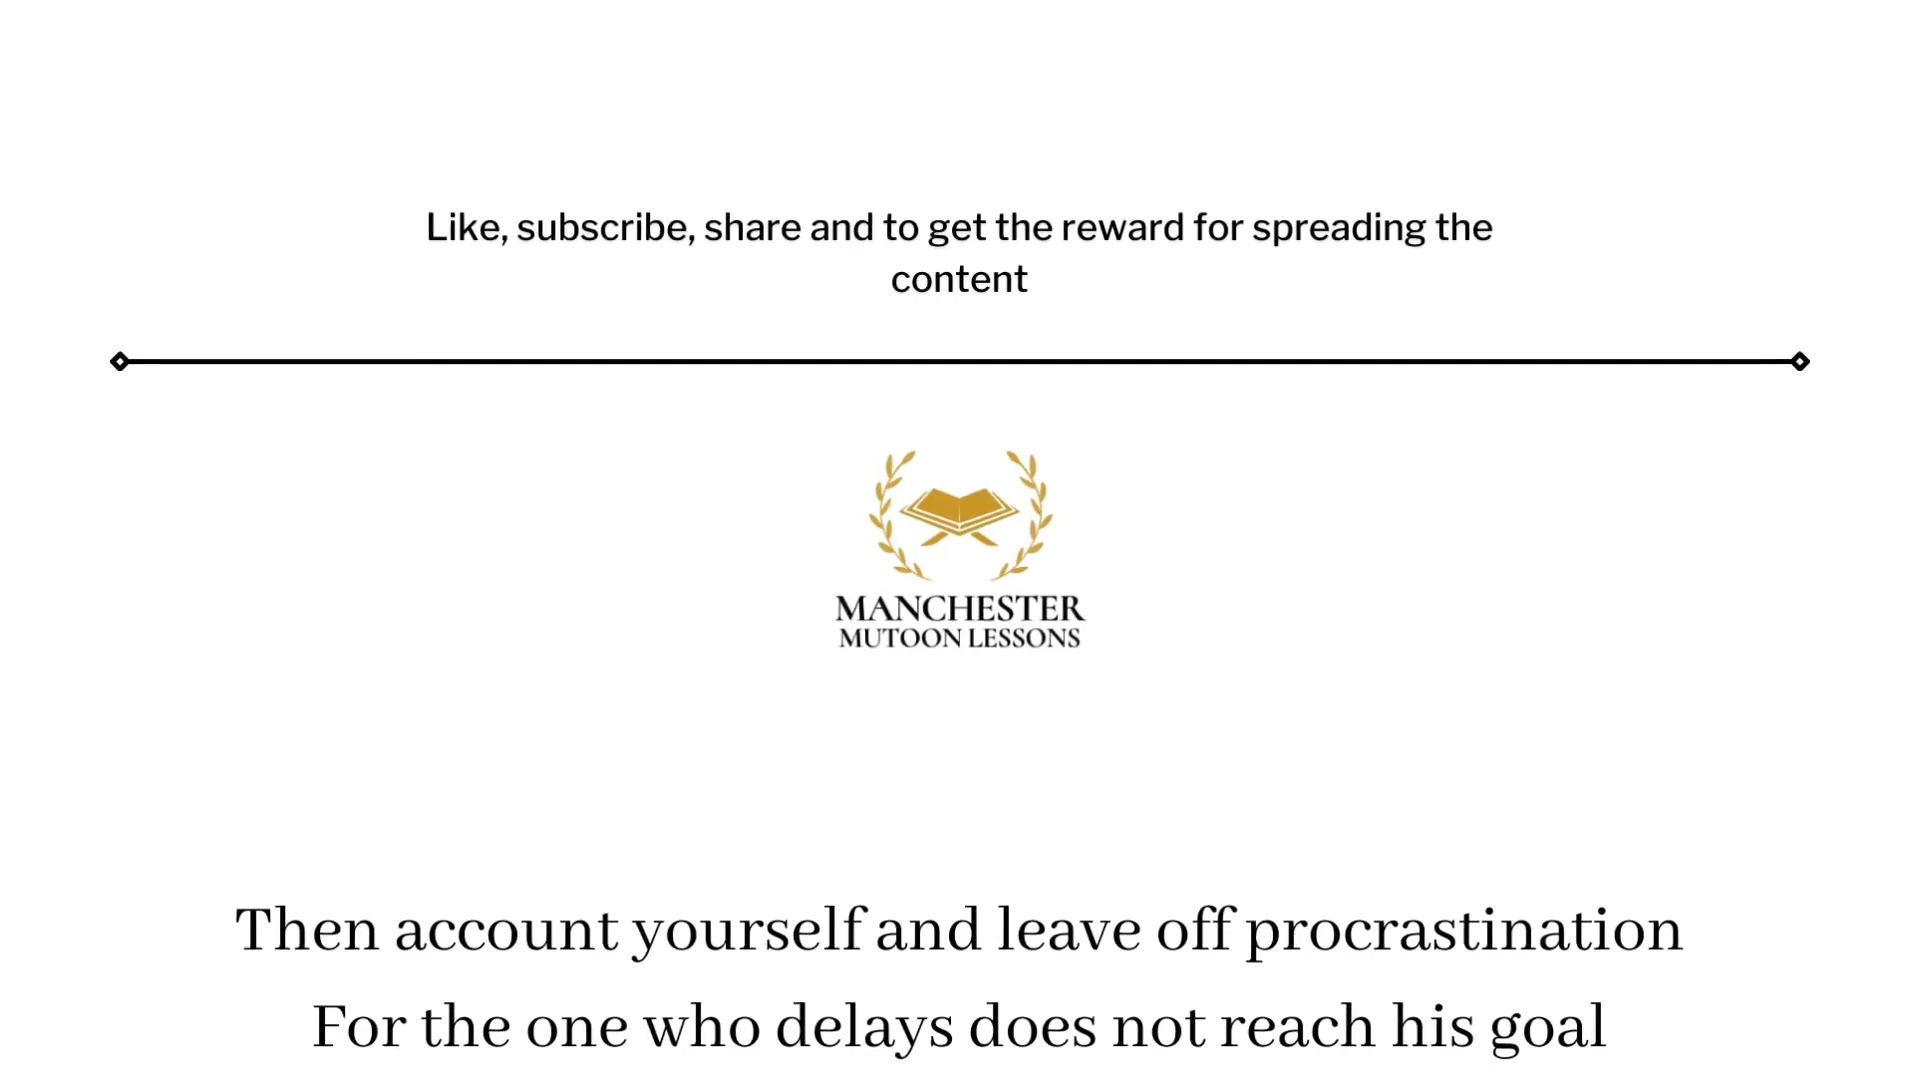 Like, subscribe, share and to get the reward for spreading the
content
MANCHESTER
MUTOON LESSONS
Then account yourself and leave off procrastination
For the one who delays does not reach his goal